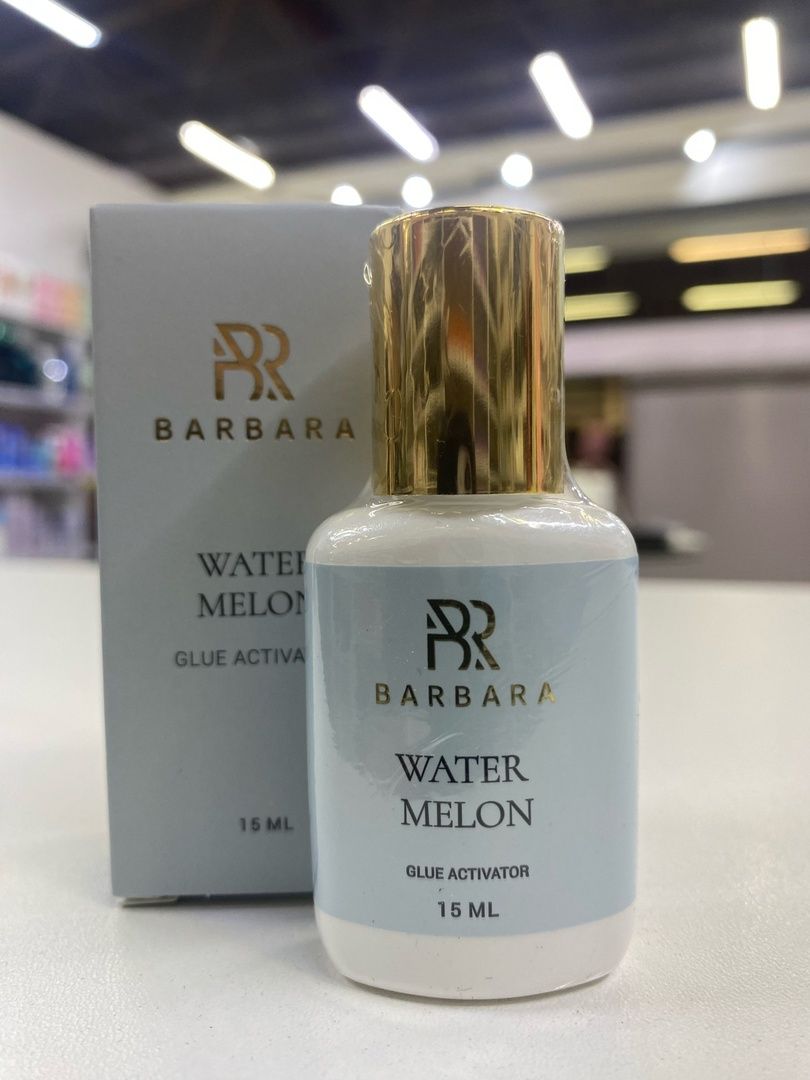 BR
BARBARA
WATER
MELON
GLUE ACTIVA
15 ML
BR
BARBARA
WATER
MELON
GLUE ACTIVATOR
15 ML